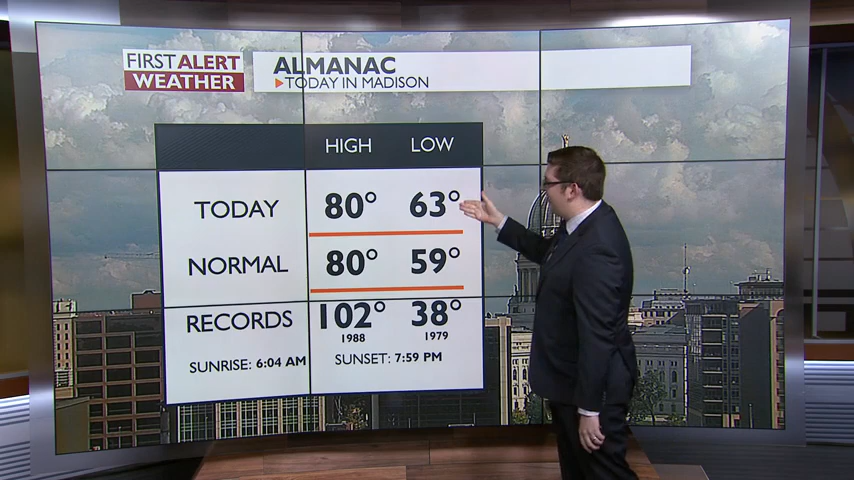 FIRST ALERT
WEATHER
ALMANAC
TODAY IN MADISON
HIGH LOW
TODAY 80° 63°
NORMAL 80° 59°
RECORDS 102° 38°
1988 1979
SUNRISE: 6:04 AM SUNSET: 7:59 PM